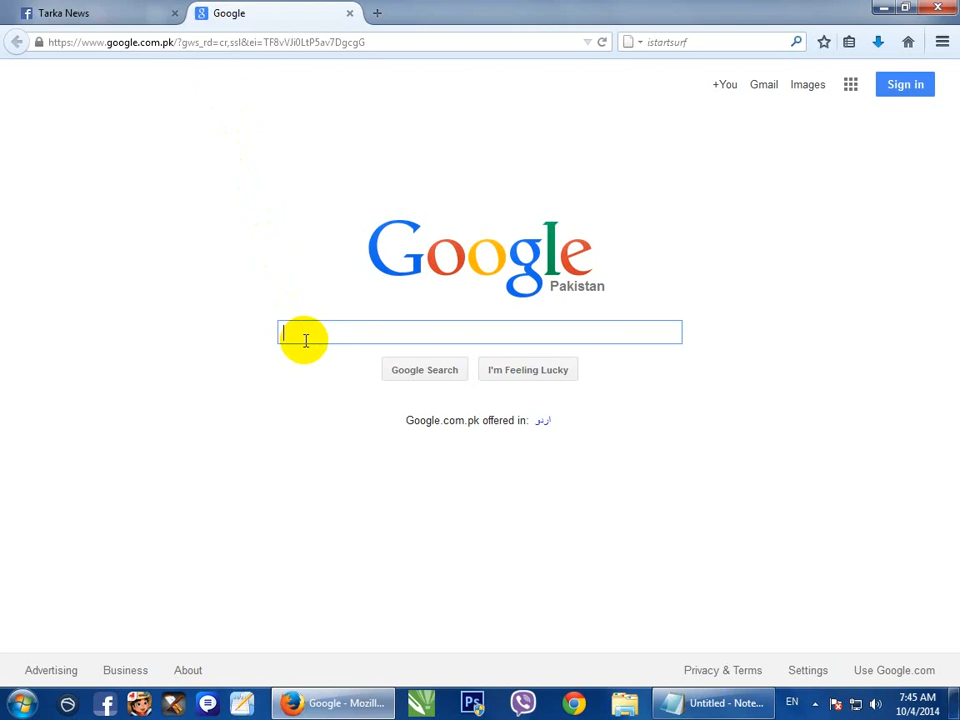 Tarka News
Google
https://www.google.com.pk/?gws_rd=cr,ssl&ei=TF8vVJi0LtP5av7DgcgG
istartsurf
+You Gmail Images Sign in
Google
Pakistan
Google Search I'm Feeling Lucky
Google.com.pk offered in: اردو
Advertising Business About Privacy & Terms Settings Use Google.com
Google - Mozill... Untitled - Note... EN 7:45 AM
10/4/2014